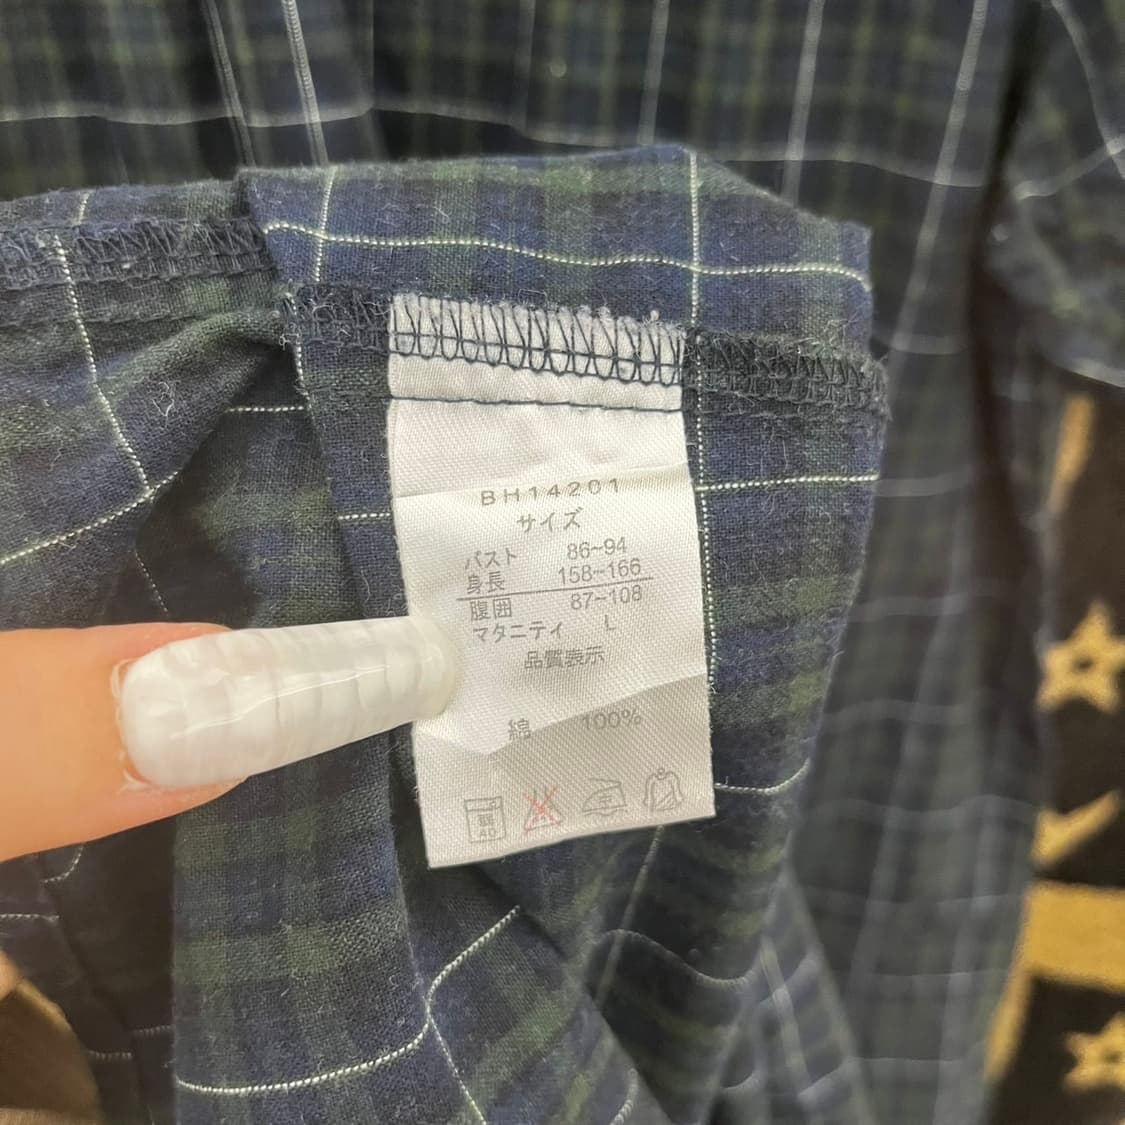 BH14201
サイズ
バスト 86~94
身長 158~166
腹囲 87~108
マタニティ L
品質表示
綿 100%
40